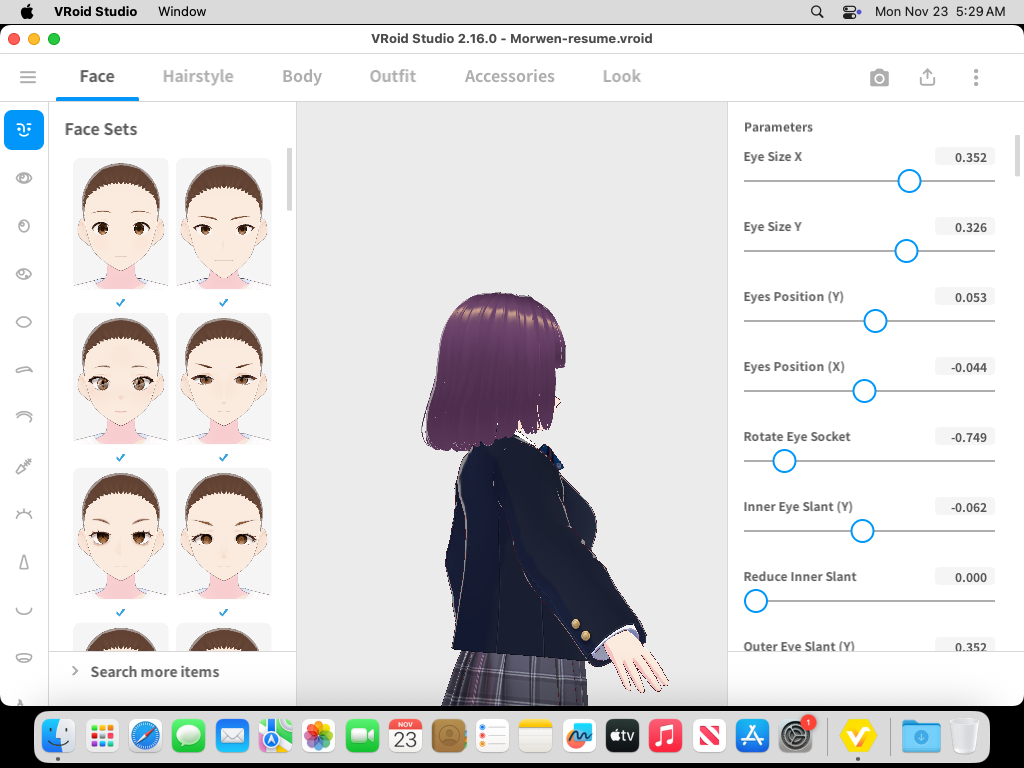 VRoid Studio Window Mon Nov 23 5:29 AM
VRoid Studio 2.16.0 - Morwen-resume.vroid
Face Hairstyle Body Outfit Accessories Look
Face Sets
Search more items
Parameters
Eye Size X 0.352
Eye Size Y 0.326
Eyes Position (Y) 0.053
Eyes Position (X) -0.044
Rotate Eye Socket -0.749
Inner Eye Slant (Y) -0.062
Reduce Inner Slant 0.000
Outer Eye Slant (Y) 0.352
NOV
23
tv
1